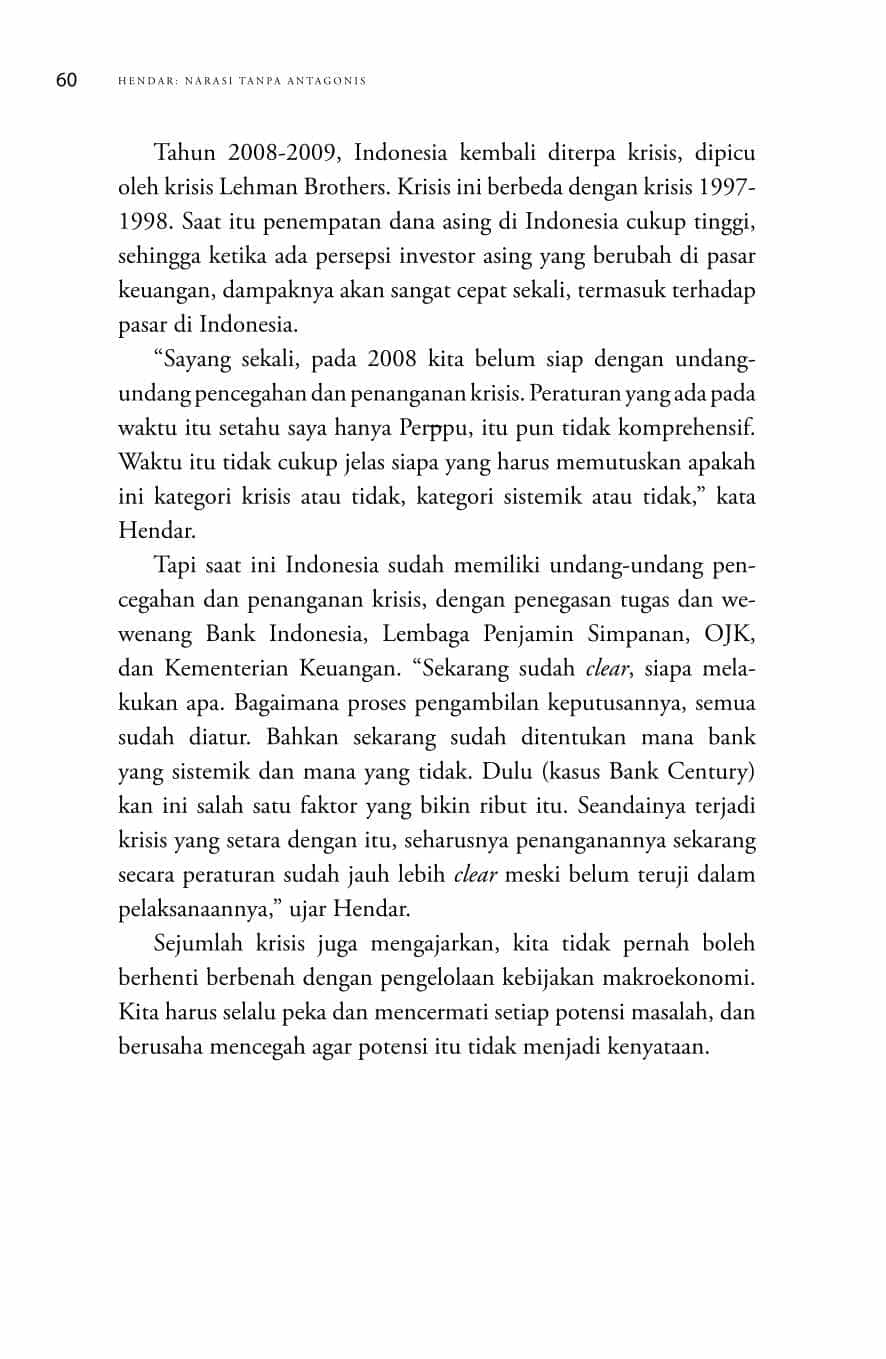 60 HENDAR: NARASI TANPA ANTAGONIS
Tahun 2008-2009, Indonesia kembali diterpa krisis, dipicu
oleh krisis Lehman Brothers. Krisis ini berbeda dengan krisis 1997-
1998. Saat itu penempatan dana asing di Indonesia cukup tinggi,
sehingga ketika ada persepsi investor asing yang berubah di pasar
keuangan, dampaknya akan sangat cepat sekali, termasuk terhadap
pasar di Indonesia.
“Sayang sekali, pada 2008 kita belum siap dengan undang-
undang pencegahan dan penanganan krisis. Peraturan yang ada pada
waktu itu setahu saya hanya Perppu, itu pun tidak komprehensif.
Waktu itu tidak cukup jelas siapa yang harus memutuskan apakah
ini kategori krisis atau tidak, kategori sistemik atau tidak,” kata
Hendar.
Tapi saat ini Indonesia sudah memiliki undang-undang pen-
cegahan dan penanganan krisis, dengan penegasan tugas dan we-
wenang Bank Indonesia, Lembaga Penjamin Simpanan, OJK,
dan Kementerian Keuangan. “Sekarang sudah clear, siapa mela-
kukan apa. Bagaimana proses pengambilan keputusannya, semua
sudah diatur. Bahkan sekarang sudah ditentukan mana bank
yang sistemik dan mana yang tidak. Dulu (kasus Bank Century)
kan ini salah satu faktor yang bikin ribut itu. Seandainya terjadi
krisis yang setara dengan itu, seharusnya penanganannya sekarang
secara peraturan sudah jauh lebih clear meski belum teruji dalam
pelaksanaannya,” ujar Hendar.
Sejumlah krisis juga mengajarkan, kita tidak pernah boleh
berhenti berbenah dengan pengelolaan kebijakan makroekonomi.
Kita harus selalu peka dan mencermati setiap potensi masalah, dan
berusaha mencegah agar potensi itu tidak menjadi kenyataan.